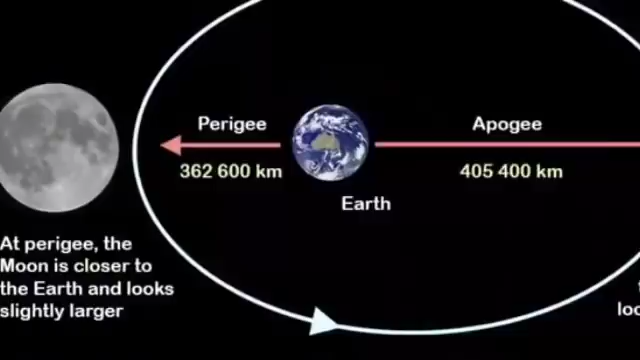 Perigee
Apogee
362 600 km
405 400 km
Earth
At perigee, the
Moon is closer to
the Earth and looks
slightly larger